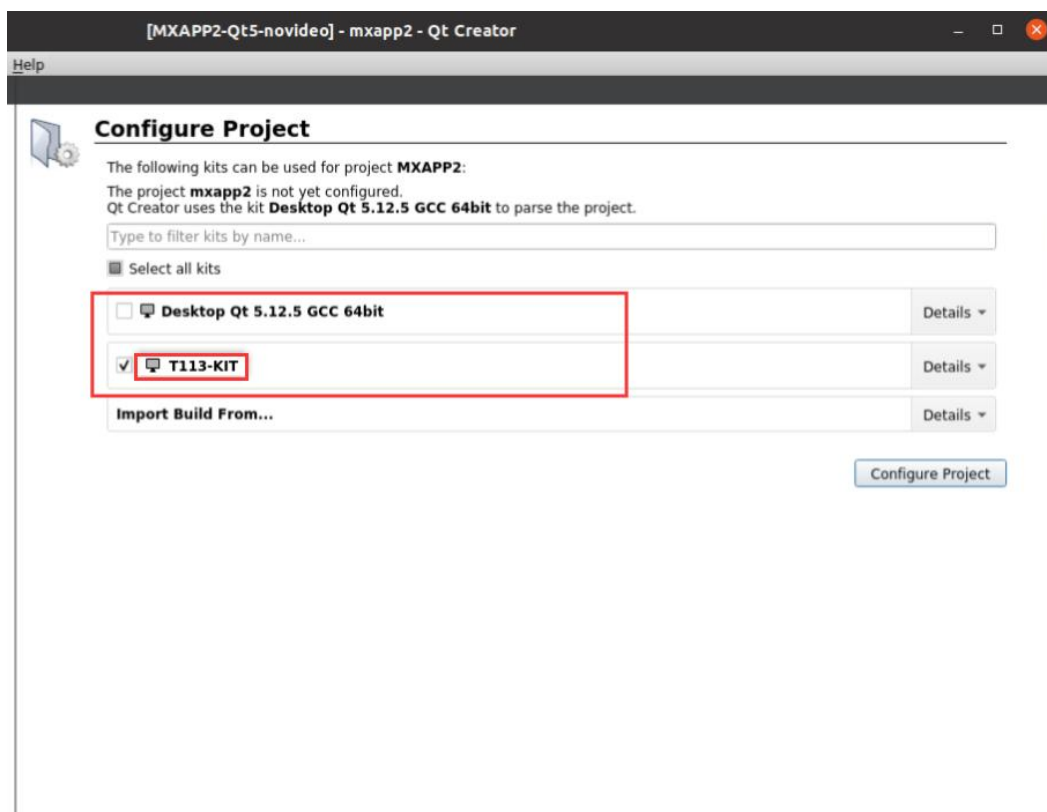 [MXAPP2-Qt5-novideo] - mxapp2 - Qt Creator
Help
Configure Project
The following kits can be used for project MXAPP2:
The project mxapp2 is not yet configured.
Qt Creator uses the kit Desktop Qt 5.12.5 GCC 64bit to parse the project.
Type to filter kits by name...
Select all kits
Desktop Qt 5.12.5 GCC 64bit Details
T113-KIT Details
Import Build From... Details
Configure Project